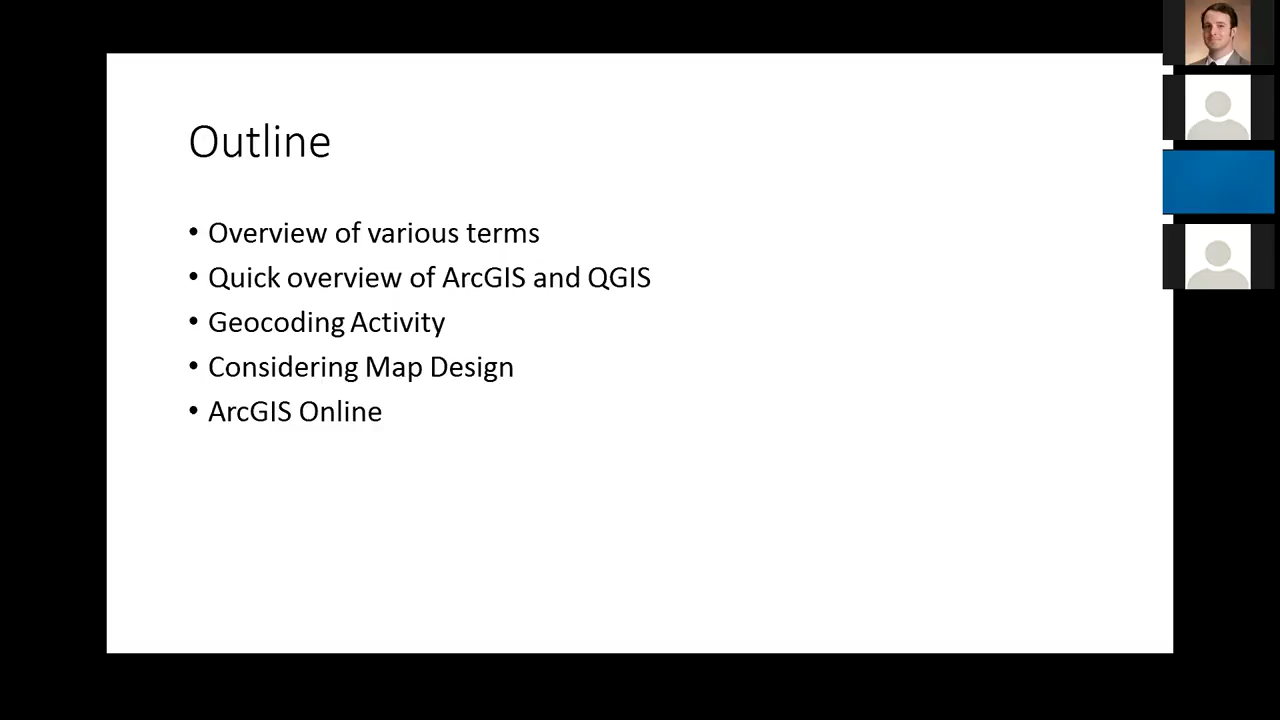 Outline
• Overview of various terms
• Quick overview of ArcGIS and QGIS
• Geocoding Activity
• Considering Map Design
• ArcGIS Online